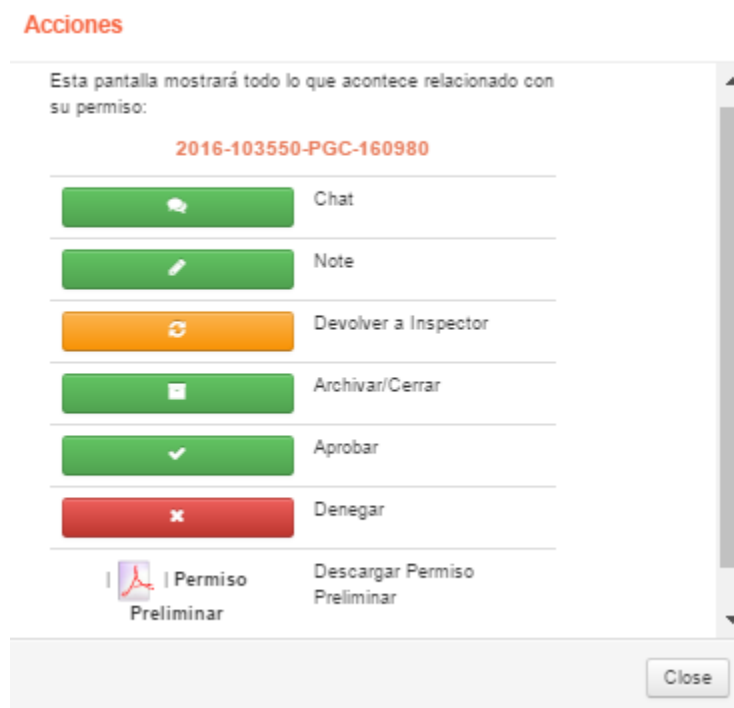 Acciones
Esta pantalla mostrará todo lo que acontece relacionado con
su permiso:
2016-103550-PGC-160980
Chat
Note
Devolver a Inspector
Archivar/Cerrar
Aprobar
Denegar
| | Permiso
Preliminar
Descargar Permiso
Preliminar
Close